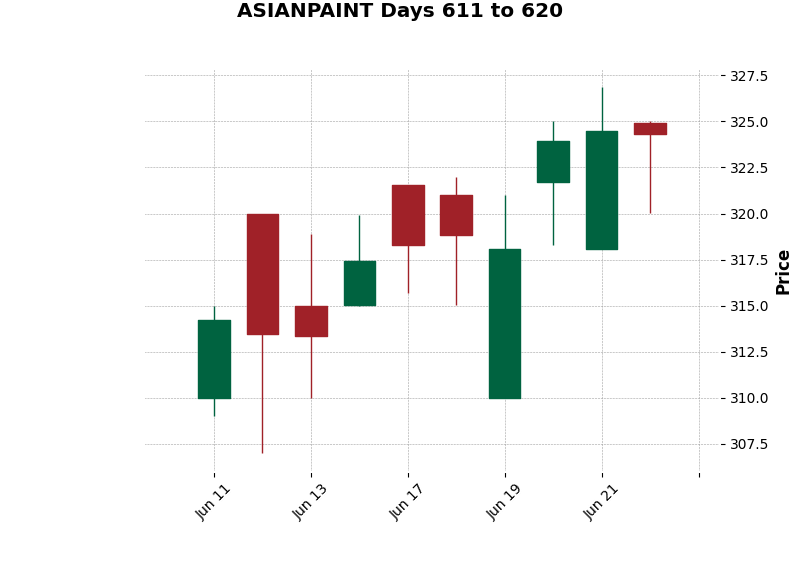 ASIANPAINT Days 611 to 620
327.5
325.0
322.5
320.0
317.5
315.0
312.5
310.0
307.5
Price
Jun 11
Jun 13
Jun 17
Jun 19
Jun 21